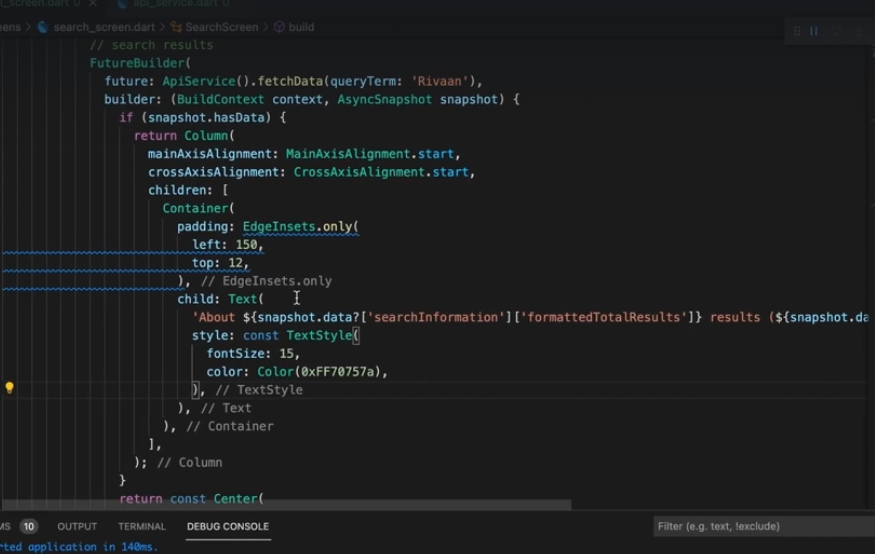 search_screen.dart
api_service.dart
search_screen.dart > SearchScreen > build
// search results
FutureBuilder(
future: ApiService().fetchData(queryTerm: 'Rivaan'),
builder: (BuildContext context, AsyncSnapshot snapshot) {
if (snapshot.hasData) {
return Column(
mainAxisAlignment: MainAxisAlignment.start,
crossAxisAlignment: CrossAxisAlignment.start,
children: [
Container(
padding: EdgeInsets.only(
left: 150,
top: 12,
), // EdgeInsets.only
child: Text(
'About ${snapshot.data?['searchInformation']['formattedTotalResults']} results (${snapshot.da
style: const TextStyle(
fontSize: 15,
color: Color(0xFF70757a),
), // TextStyle
), // Text
), // Container
],
); // Column
}
return const Center(
MS 10 OUTPUT TERMINAL DEBUG CONSOLE Filter (e.g. text, !exclude)
rted application in 140ms.